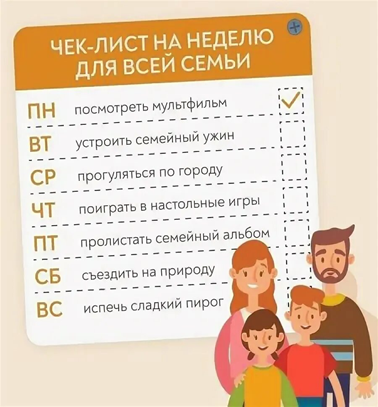 ЧЕК-ЛИСТ НА НЕДЕЛЮ
ДЛЯ ВСЕЙ СЕМЬИ
ПН посмотреть мультфильм
ВТ устроить семейный ужин
СР прогуляться по городу
ЧТ поиграть в настольные игры
ПТ пролистать семейный альбом
СБ съездить на природу
ВС испечь сладкий пирог